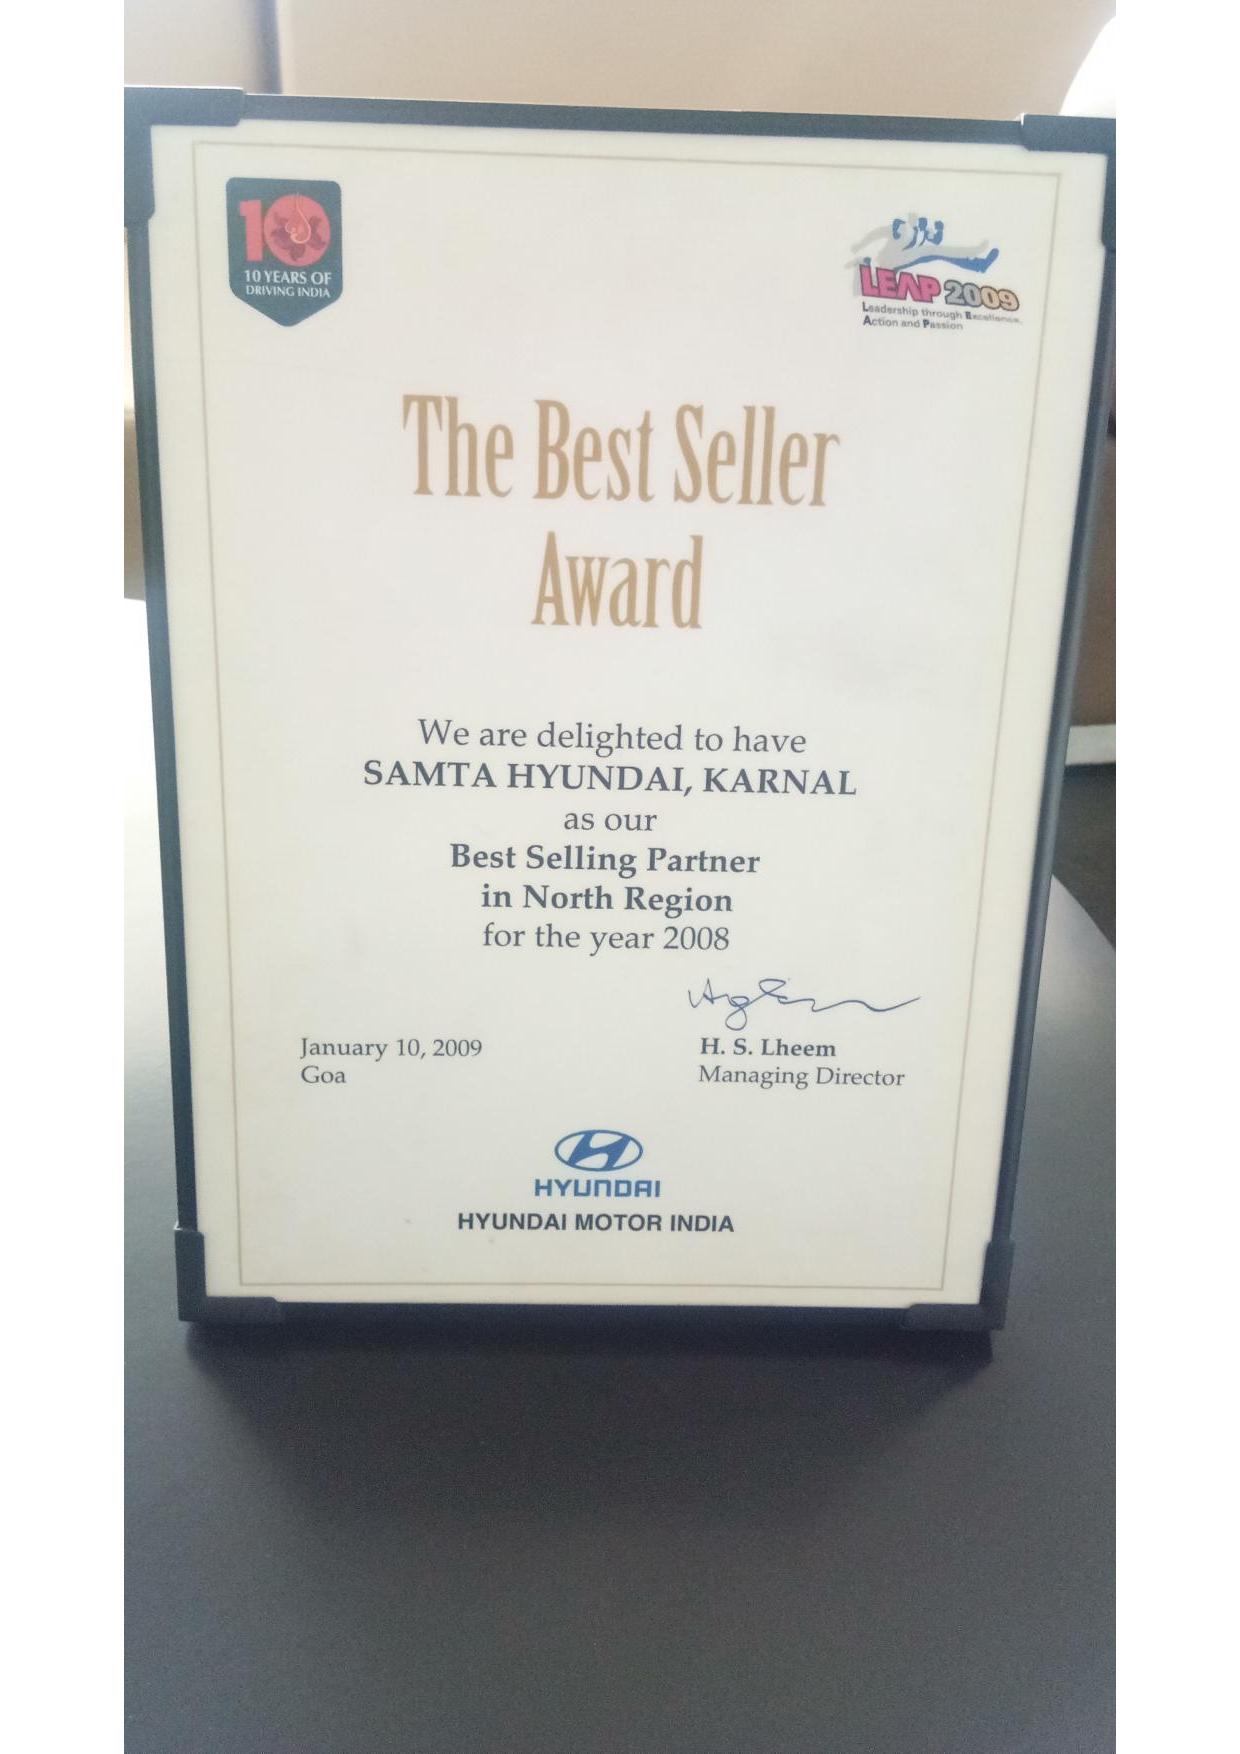 10
10 YEARS OF
DRIVING INDIA
LEAP 2009
Leadership through Excellence,
Action and Passion
The Best Seller
Award
We are delighted to have
SAMTA HYUNDAI, KARNAL
as our
Best Selling Partner
in North Region
for the year 2008
January 10, 2009
Goa
H. S. Lheem
Managing Director
HYUNDAI
HYUNDAI MOTOR INDIA